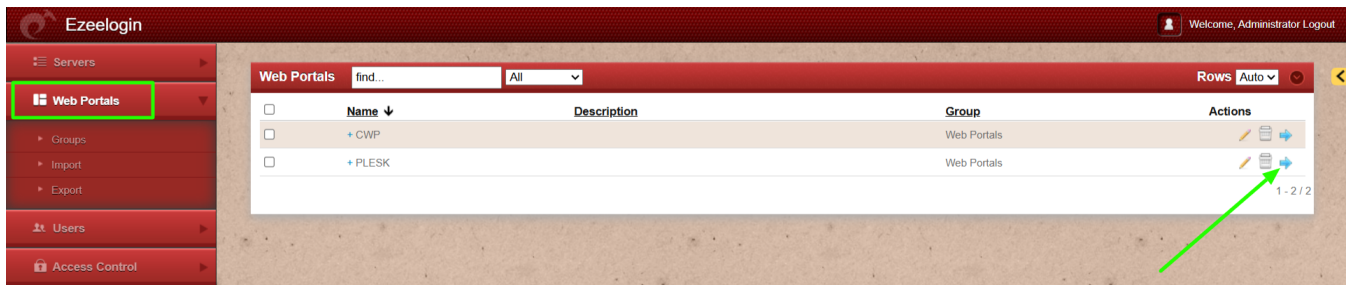 Ezeelogin
Welcome, Administrator Logout
Servers
Web Portals
Groups
Import
Export
Users
Access Control
Web Portals find... All Rows Auto
Name Description Group Actions
+ CWP Web Portals
+ PLESK Web Portals
1 - 2 / 2